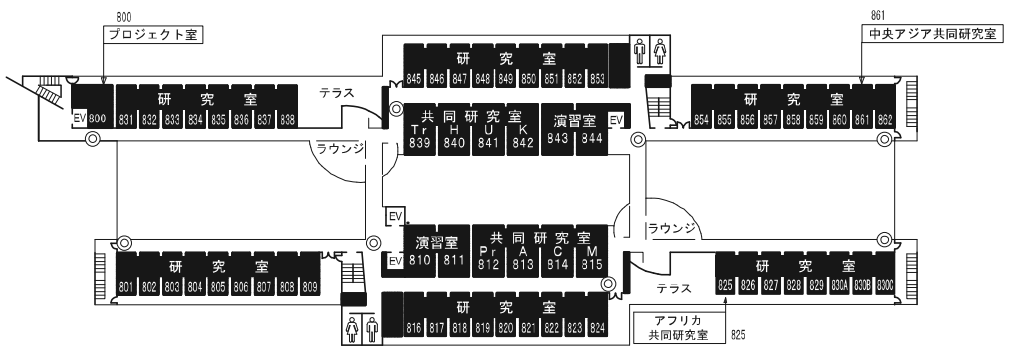 800
プロジェクト室
861
中央アジア共同研究室
研究室
845 846 847 848 849 850 851 852 853
テラス
研究室
EV 800 831 832 833 834 835 836 837 838
共同研究室
Tr H U K
839 840 841 842
演習室
843 844
EV
研究室
854 855 856 857 858 859 860 861 862
ラウンジ
EV
ラウンジ
演習室
810 811
EV
共同研究室
Pr A C M
812 813 814 815
研究室
801 802 803 804 805 806 807 808 809
テラス
研究室
825 826 827 828 829 830A 830B 830C
研究室
816 817 818 819 820 821 822 823 824
アフリカ
共同研究室
825